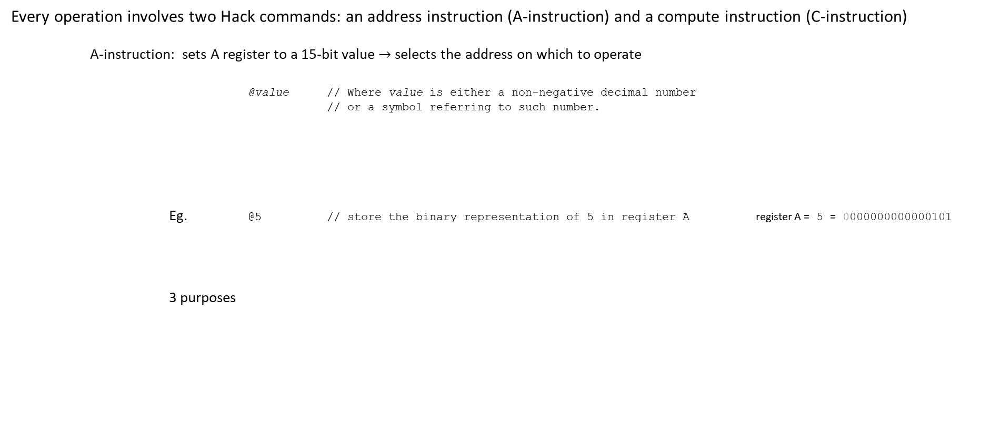 Every operation involves two Hack commands: an address instruction (A-instruction) and a compute instruction (C-instruction)
A-instruction: sets A register to a 15-bit value → selects the address on which to operate
@value // Where value is either a non-negative decimal number
// or a symbol referring to such number.
Eg. @5 // store the binary representation of 5 in register A register A = 5 = 0000000000000101
3 purposes